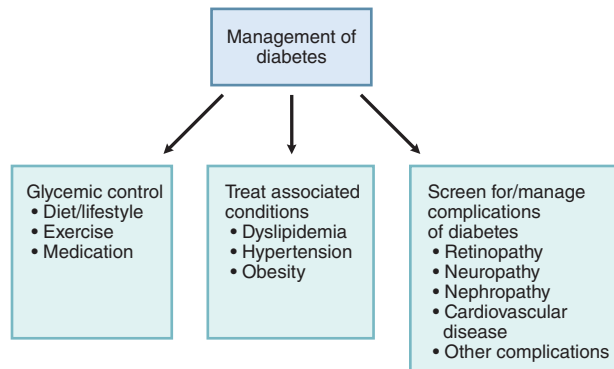 Management of
diabetes
Glycemic control
• Diet/lifestyle
• Exercise
• Medication
Treat associated
conditions
• Dyslipidemia
• Hypertension
• Obesity
Screen for/manage
complications
of diabetes
• Retinopathy
• Neuropathy
• Nephropathy
• Cardiovascular
disease
• Other complications